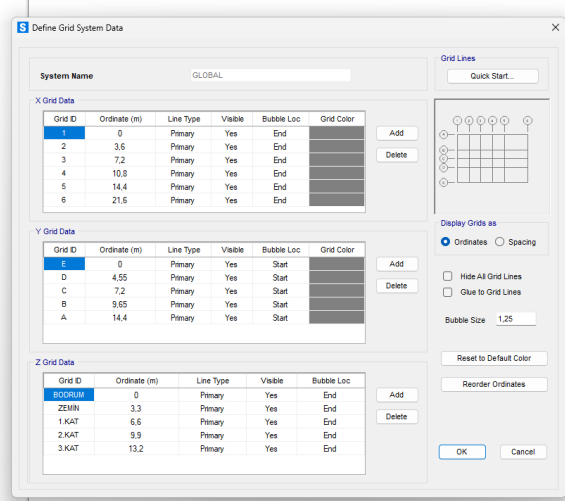 S Define Grid System Data
System Name GLOBAL
X Grid Data
Grid ID Ordinate (m) Line Type Visible Bubble Loc Grid Color
1 0 Primary Yes End
2 3,6 Primary Yes End
3 7,2 Primary Yes End
4 10,8 Primary Yes End
5 14,4 Primary Yes End
6 21,6 Primary Yes End
Add
Delete
Y Grid Data
Grid ID Ordinate (m) Line Type Visible Bubble Loc Grid Color
E 0 Primary Yes Start
D 4,55 Primary Yes Start
C 7,2 Primary Yes Start
B 9,65 Primary Yes Start
A 14,4 Primary Yes Start
Add
Delete
Z Grid Data
Grid ID Ordinate (m) Line Type Visible Bubble Loc
BODRUM 0 Primary Yes End
ZEMİN 3,3 Primary Yes End
1.KAT 6,6 Primary Yes End
2.KAT 9,9 Primary Yes End
3.KAT 13,2 Primary Yes End
Add
Delete
Grid Lines
Quick Start...
Display Grids as
Ordinates Spacing
Hide All Grid Lines
Glue to Grid Lines
Bubble Size 1,25
Reset to Default Color
Reorder Ordinates
OK Cancel